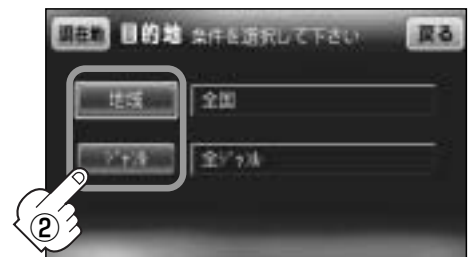 現在地 目的地 条件を選択して下さい 戻る
地域 全国
ジャンル 全ジャンル
②